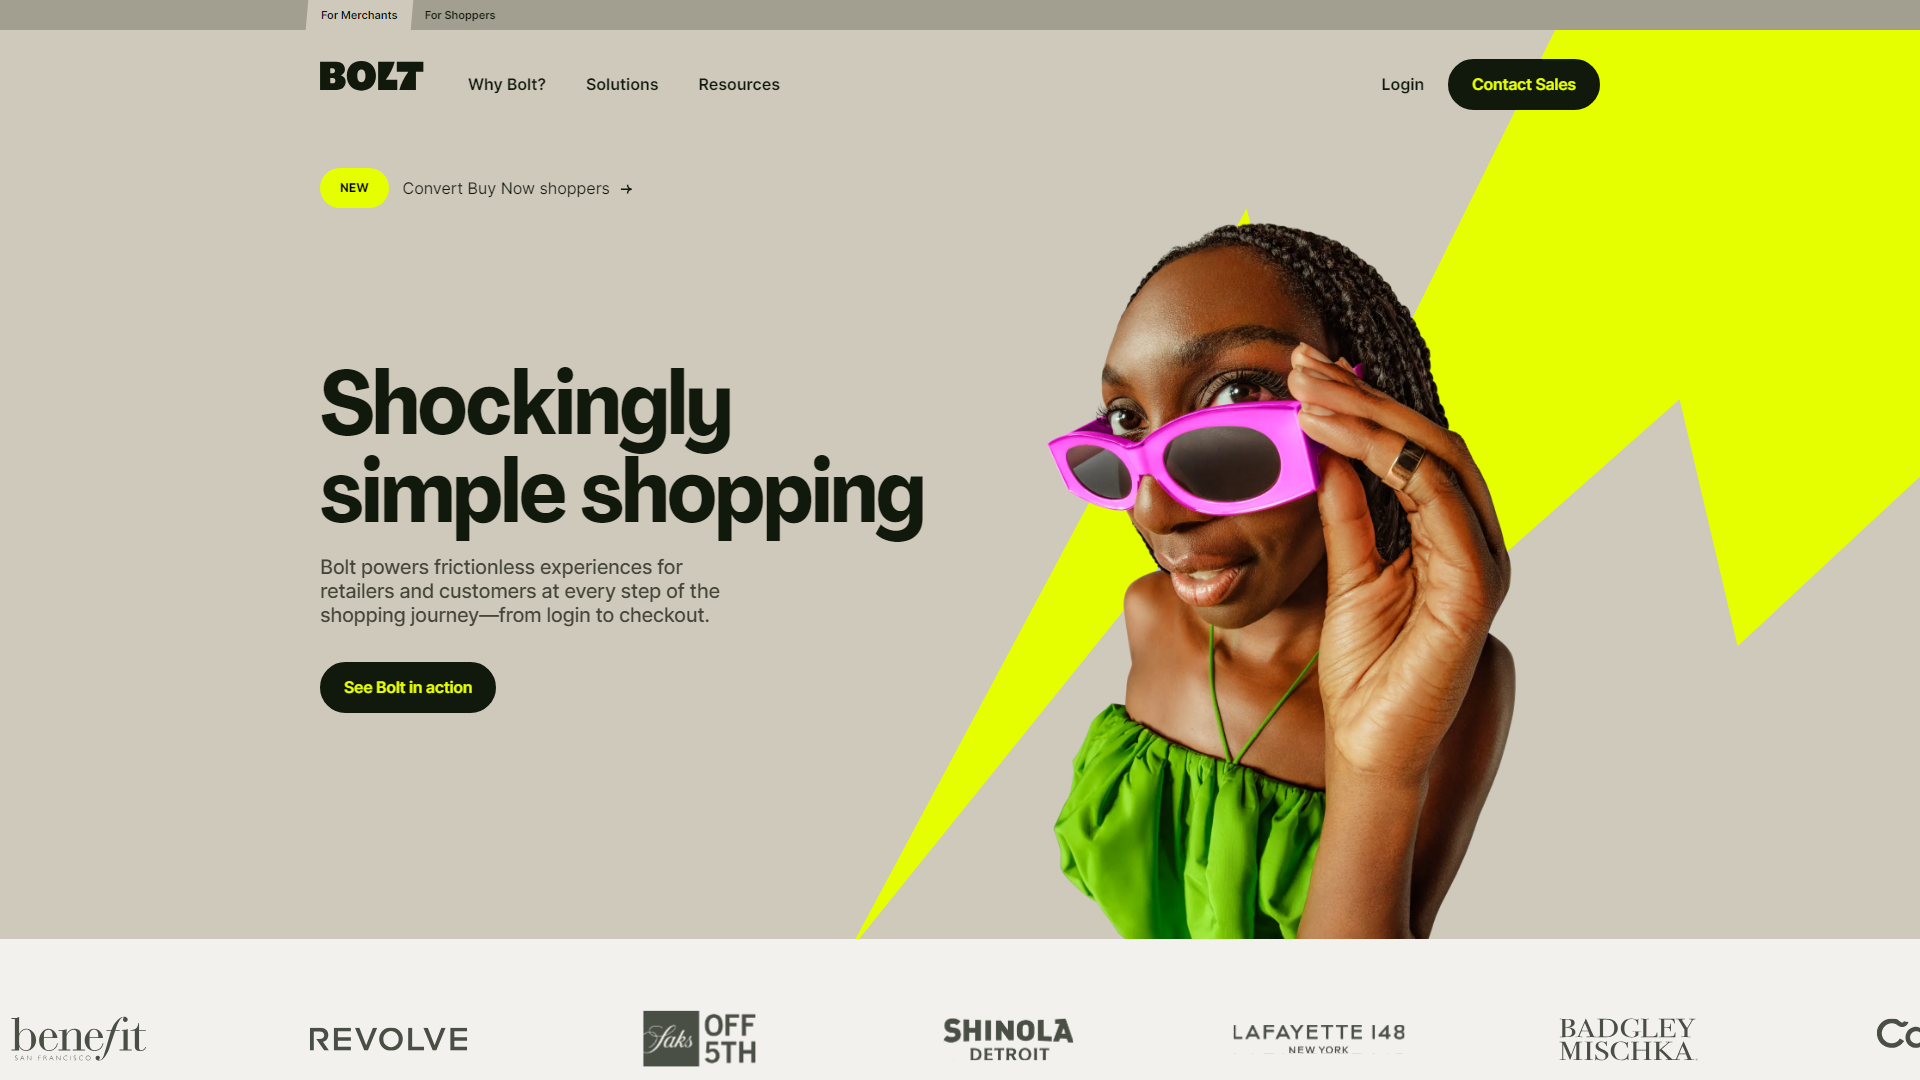 For Merchants
For Shoppers
BOLT
Why Bolt?
Solutions
Resources
Login
Contact Sales
NEW
Convert Buy Now shoppers →
Shockingly
simple shopping
Bolt powers frictionless experiences for
retailers and customers at every step of the
shopping journey—from login to checkout.
See Bolt in action
benefit
SAN FRANCISCO
REVOLVE
Saks
OFF
5TH
SHINOLA
DETROIT
LAFAYETTE 148
NEW YORK
BADGLEY
MISCHKA